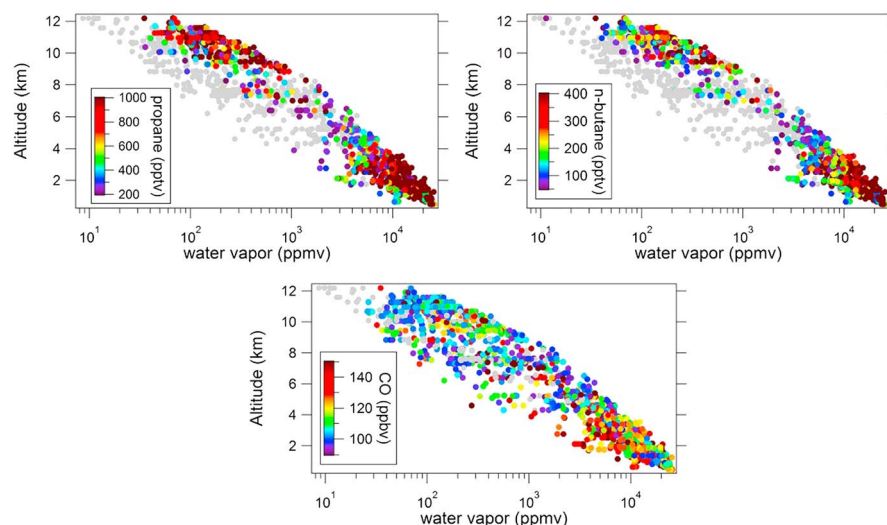 12
10
8
6
4
2
Altitude (km)
1000
800
600
400
200
propane (pptv)
10¹ 10² 10³ 10⁴
water vapor (ppmv)
12
10
8
6
4
2
Altitude (km)
400
300
200
100
n-butane (pptv)
10¹ 10² 10³ 10⁴
water vapor (ppmv)
12
10
8
6
4
2
Altitude (km)
140
120
100
CO (ppbv)
10¹ 10² 10³ 10⁴
water vapor (ppmv)